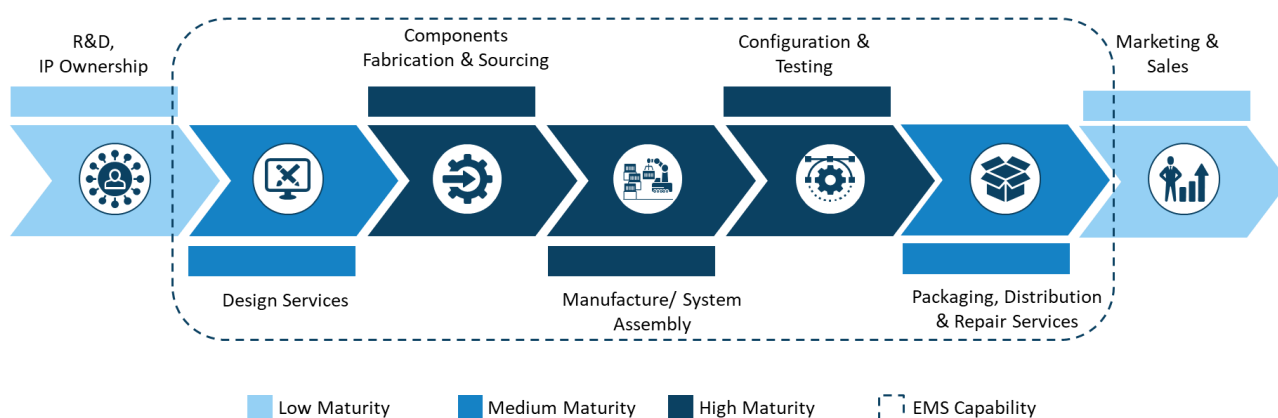 R&D,
IP Ownership
Components
Fabrication & Sourcing
Configuration &
Testing
Marketing &
Sales
Design Services
Manufacture/ System
Assembly
Packaging, Distribution
& Repair Services
Low Maturity
Medium Maturity
High Maturity
EMS Capability